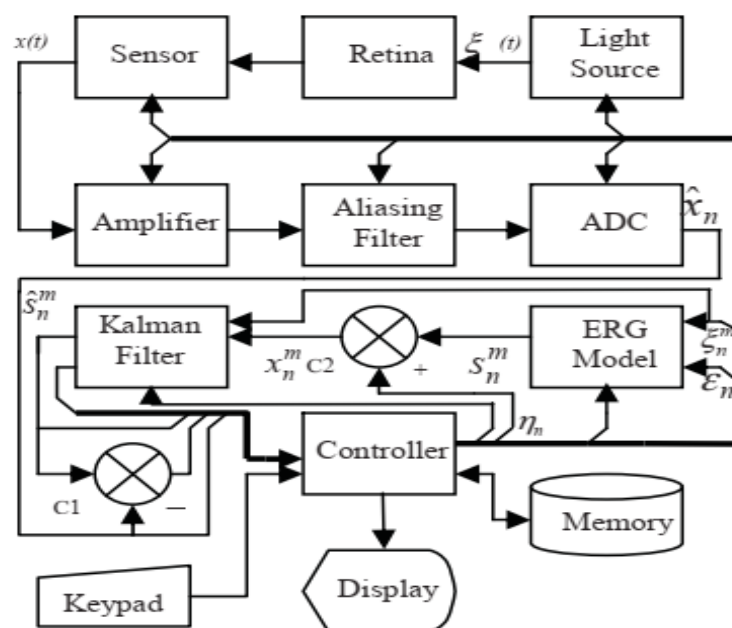 x(t)
Sensor
Retina
ξ (t)
Light
Source
Amplifier
Aliasing
Filter
ADC
x̂ₙ
ŝₙᵐ
Kalman
Filter
xₙᵐ C2
+
Sₙᵐ
ERG
Model
ξₙᵐ
εₙ
ηₙ
Controller
C1
−
Memory
Keypad
Display